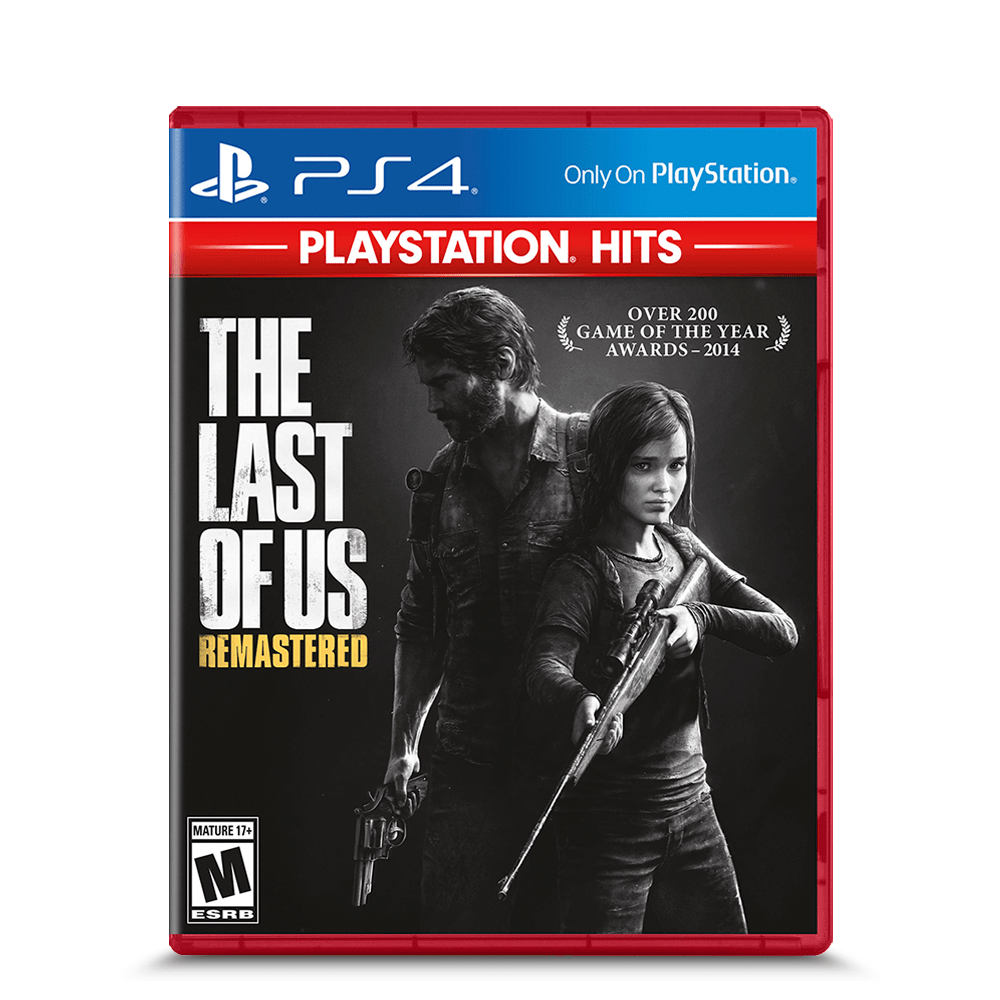 PS4
Only On PlayStation®
PLAYSTATION® HITS
OVER 200
GAME OF THE YEAR
AWARDS – 2014
THE
LAST
OF US
REMASTERED
MATURE 17+
M
ESRB